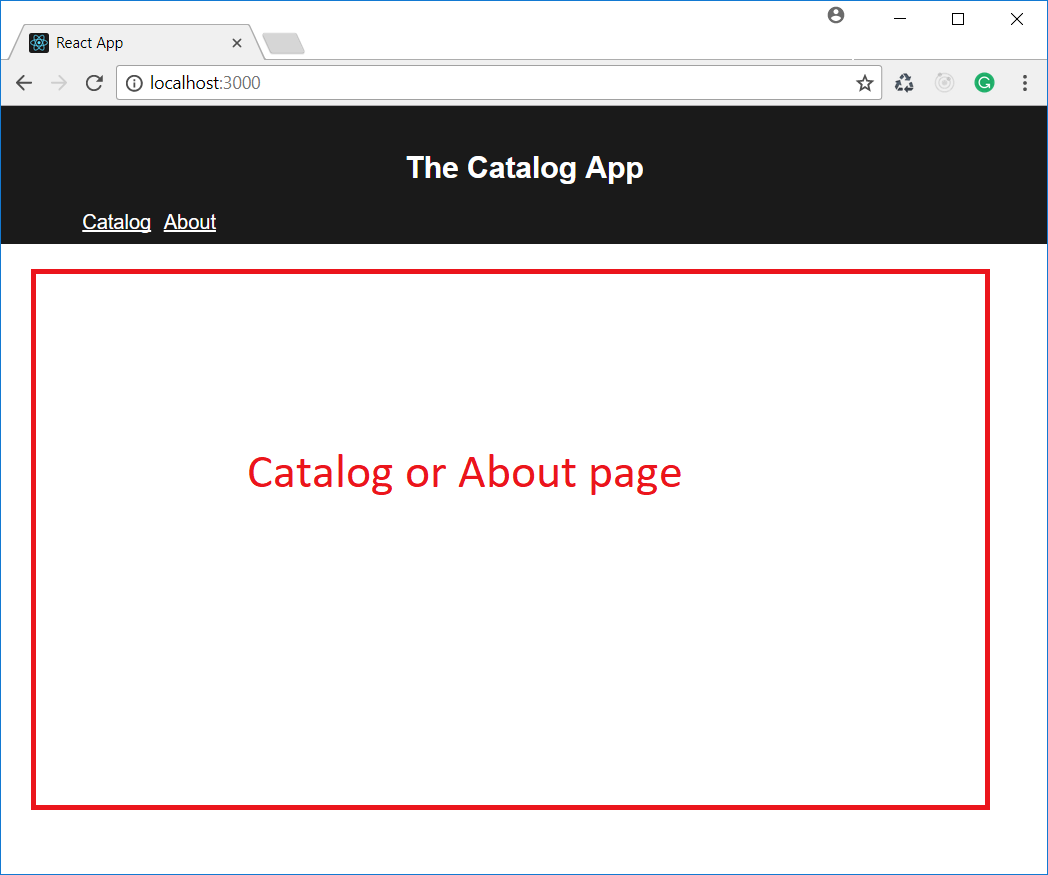 React App
localhost:3000
The Catalog App
Catalog About
Catalog or About page